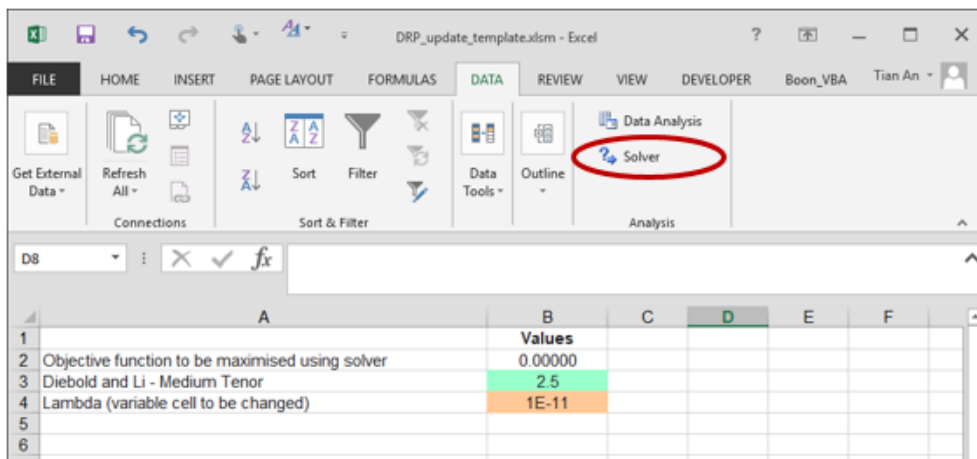 DRP_update_template.xlsm - Excel ?
FILE HOME INSERT PAGE LAYOUT FORMULAS DATA REVIEW VIEW DEVELOPER Boon_VBA Tian An
Get External Data
Refresh All
Connections
Sort
Filter
Sort & Filter
Data Tools
Outline
Data Analysis
Solver
Analysis
D8 fx
A B C D E F
1 Values
2 Objective function to be maximised using solver 0.00000
3 Diebold and Li - Medium Tenor 2.5
4 Lambda (variable cell to be changed) 1E-11
5
6